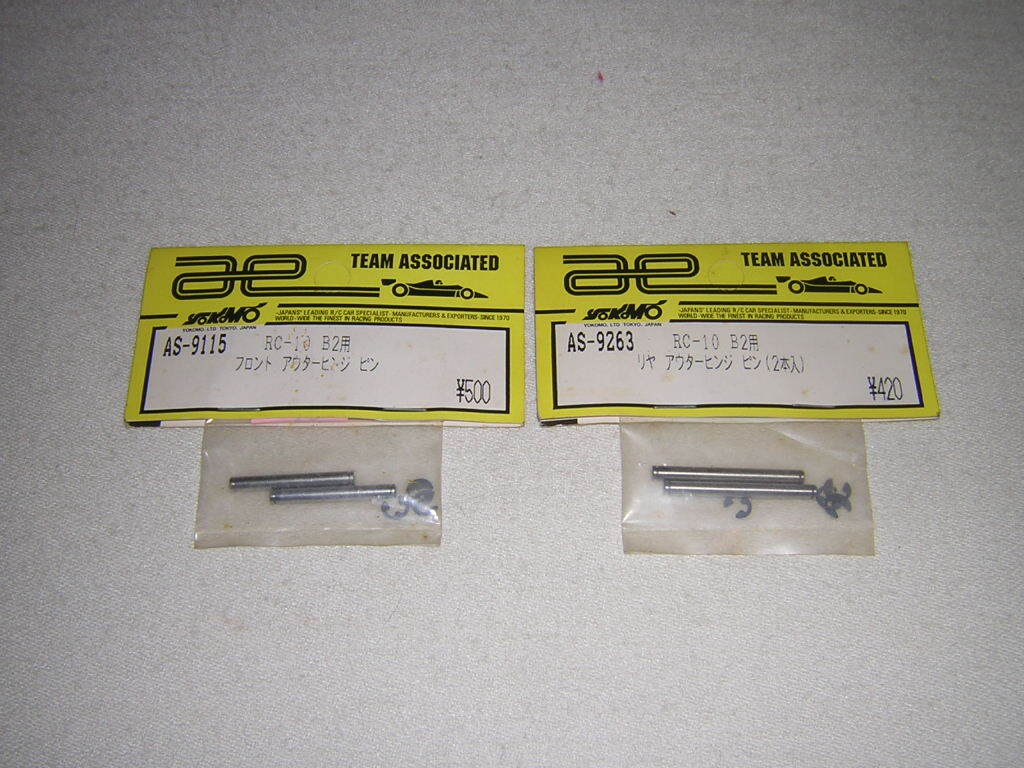 ae TEAM ASSOCIATED
YOKOMO
YOKOMO, LTD TOKYO, JAPAN
-JAPANS' LEADING R/C CAR SPECIALIST · MANUFACTURERS & EXPORTERS · SINCE 1970
WORLD-WIDE THE FINEST IN RACING PRODUCTS
AS-9115 RC-10 B2用
フロント アウターヒンジ ピン
¥500
ae TEAM ASSOCIATED
YOKOMO
YOKOMO, LTD TOKYO, JAPAN
-JAPANS' LEADING R/C CAR SPECIALIST · MANUFACTURERS & EXPORTERS · SINCE 1970
WORLD-WIDE THE FINEST IN RACING PRODUCTS
AS-9263 RC-10 B2用
リヤ アウターヒンジ ピン(2本入)
¥420